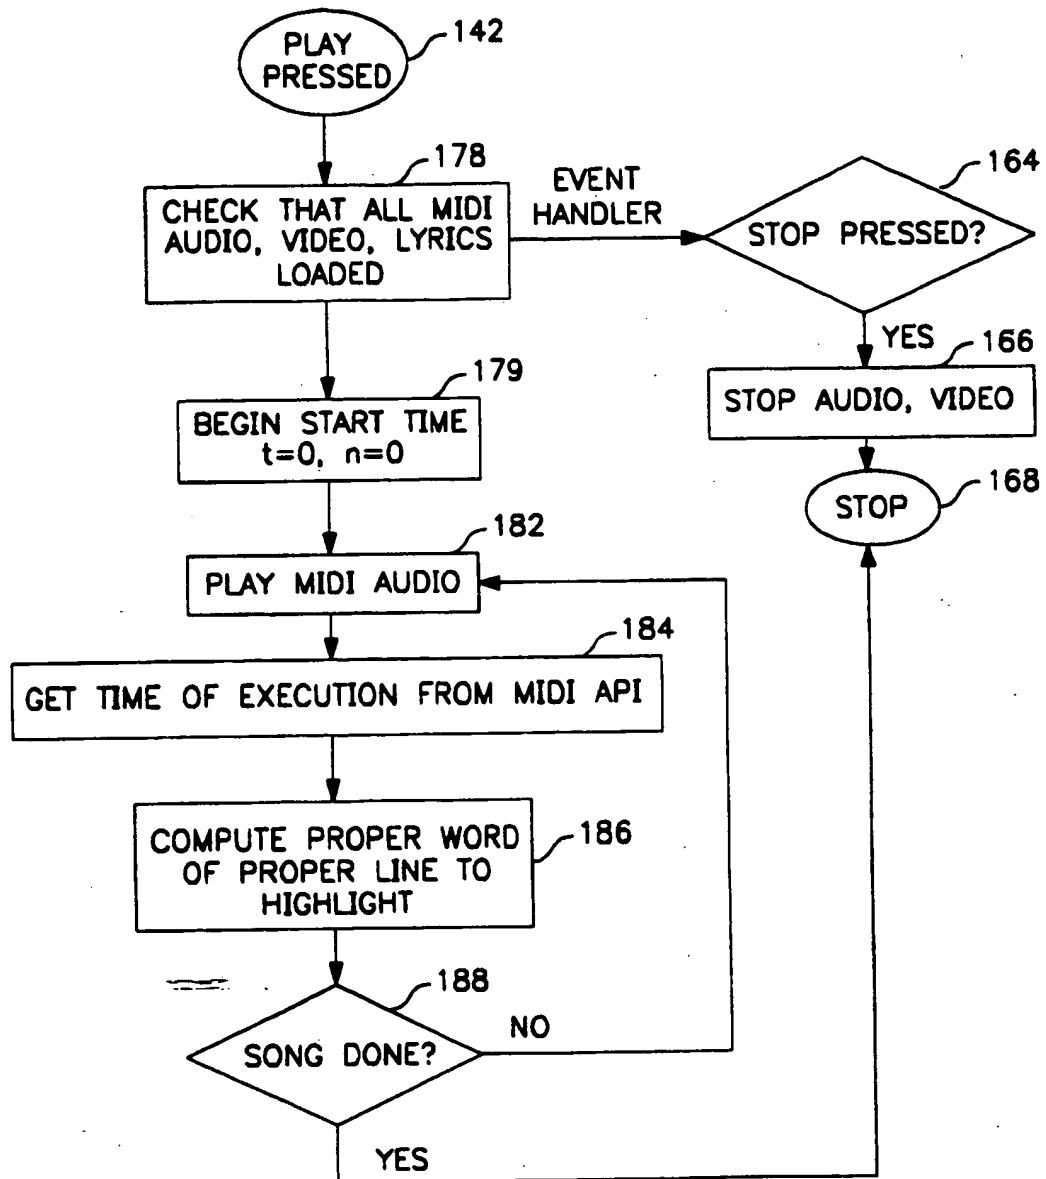 PLAY
PRESSED
142
178
CHECK THAT ALL MIDI
AUDIO, VIDEO, LYRICS
LOADED
EVENT
HANDLER
164
STOP PRESSED?
YES
166
STOP AUDIO, VIDEO
168
STOP
179
BEGIN START TIME
t=0, n=0
182
PLAY MIDI AUDIO
184
GET TIME OF EXECUTION FROM MIDI API
COMPUTE PROPER WORD
OF PROPER LINE TO
HIGHLIGHT
186
188
SONG DONE?
NO
YES